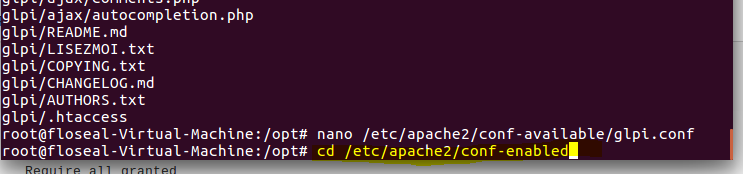 glpi/ajax/comments.php
glpi/ajax/autocompletion.php
glpi/README.md
glpi/LISEZMOI.txt
glpi/COPYING.txt
glpi/CHANGELOG.md
glpi/AUTHORS.txt
glpi/.htaccess
root@floseal-Virtual-Machine:/opt# nano /etc/apache2/conf-available/glpi.conf
root@floseal-Virtual-Machine:/opt# cd /etc/apache2/conf-enabled
Require all granted